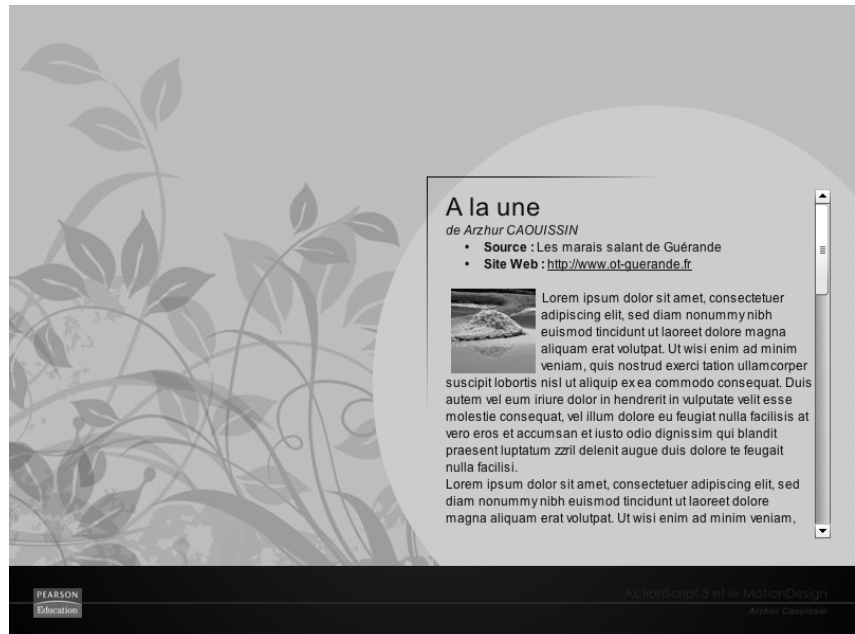 A la une
de Arzhur CAOUISSIN
• Source : Les marais salant de Guérande
• Site Web : http://www.ot-guerande.fr
Lorem ipsum dolor sit amet, consectetuer
adipiscing elit, sed diam nonummy nibh
euismod tincidunt ut laoreet dolore magna
aliquam erat volutpat. Ut wisi enim ad minim
veniam, quis nostrud exerci tation ullamcorper
suscipit lobortis nisl ut aliquip ex ea commodo consequat. Duis
autem vel eum iriure dolor in hendrerit in vulputate velit esse
molestie consequat, vel illum dolore eu feugiat nulla facilisis at
vero eros et accumsan et iusto odio dignissim qui blandit
praesent luptatum zzril delenit augue duis dolore te feugait
nulla facilisi.
Lorem ipsum dolor sit amet, consectetuer adipiscing elit, sed
diam nonummy nibh euismod tincidunt ut laoreet dolore
magna aliquam erat volutpat. Ut wisi enim ad minim veniam,
PEARSON
Education
ActionScript 3 et le MotionDesign
Arzhur Caouissin